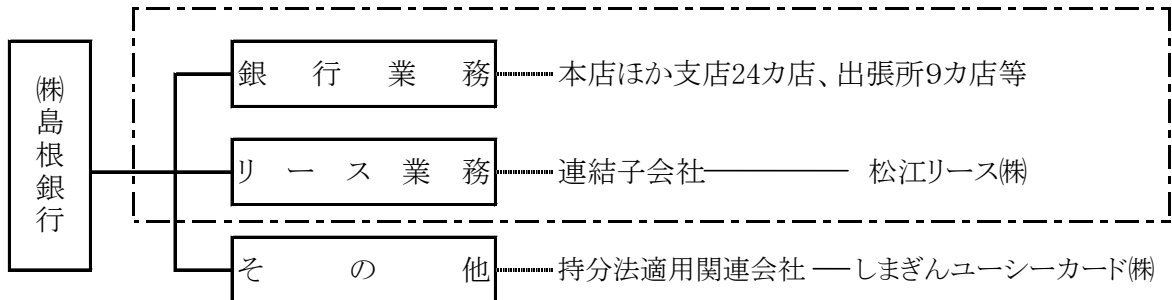 ㈱島根銀行
銀行業務 本店ほか支店24カ店、出張所9カ店等
リース業務 連結子会社 松江リース㈱
その他 持分法適用関連会社 しまぎんユーシーカード㈱